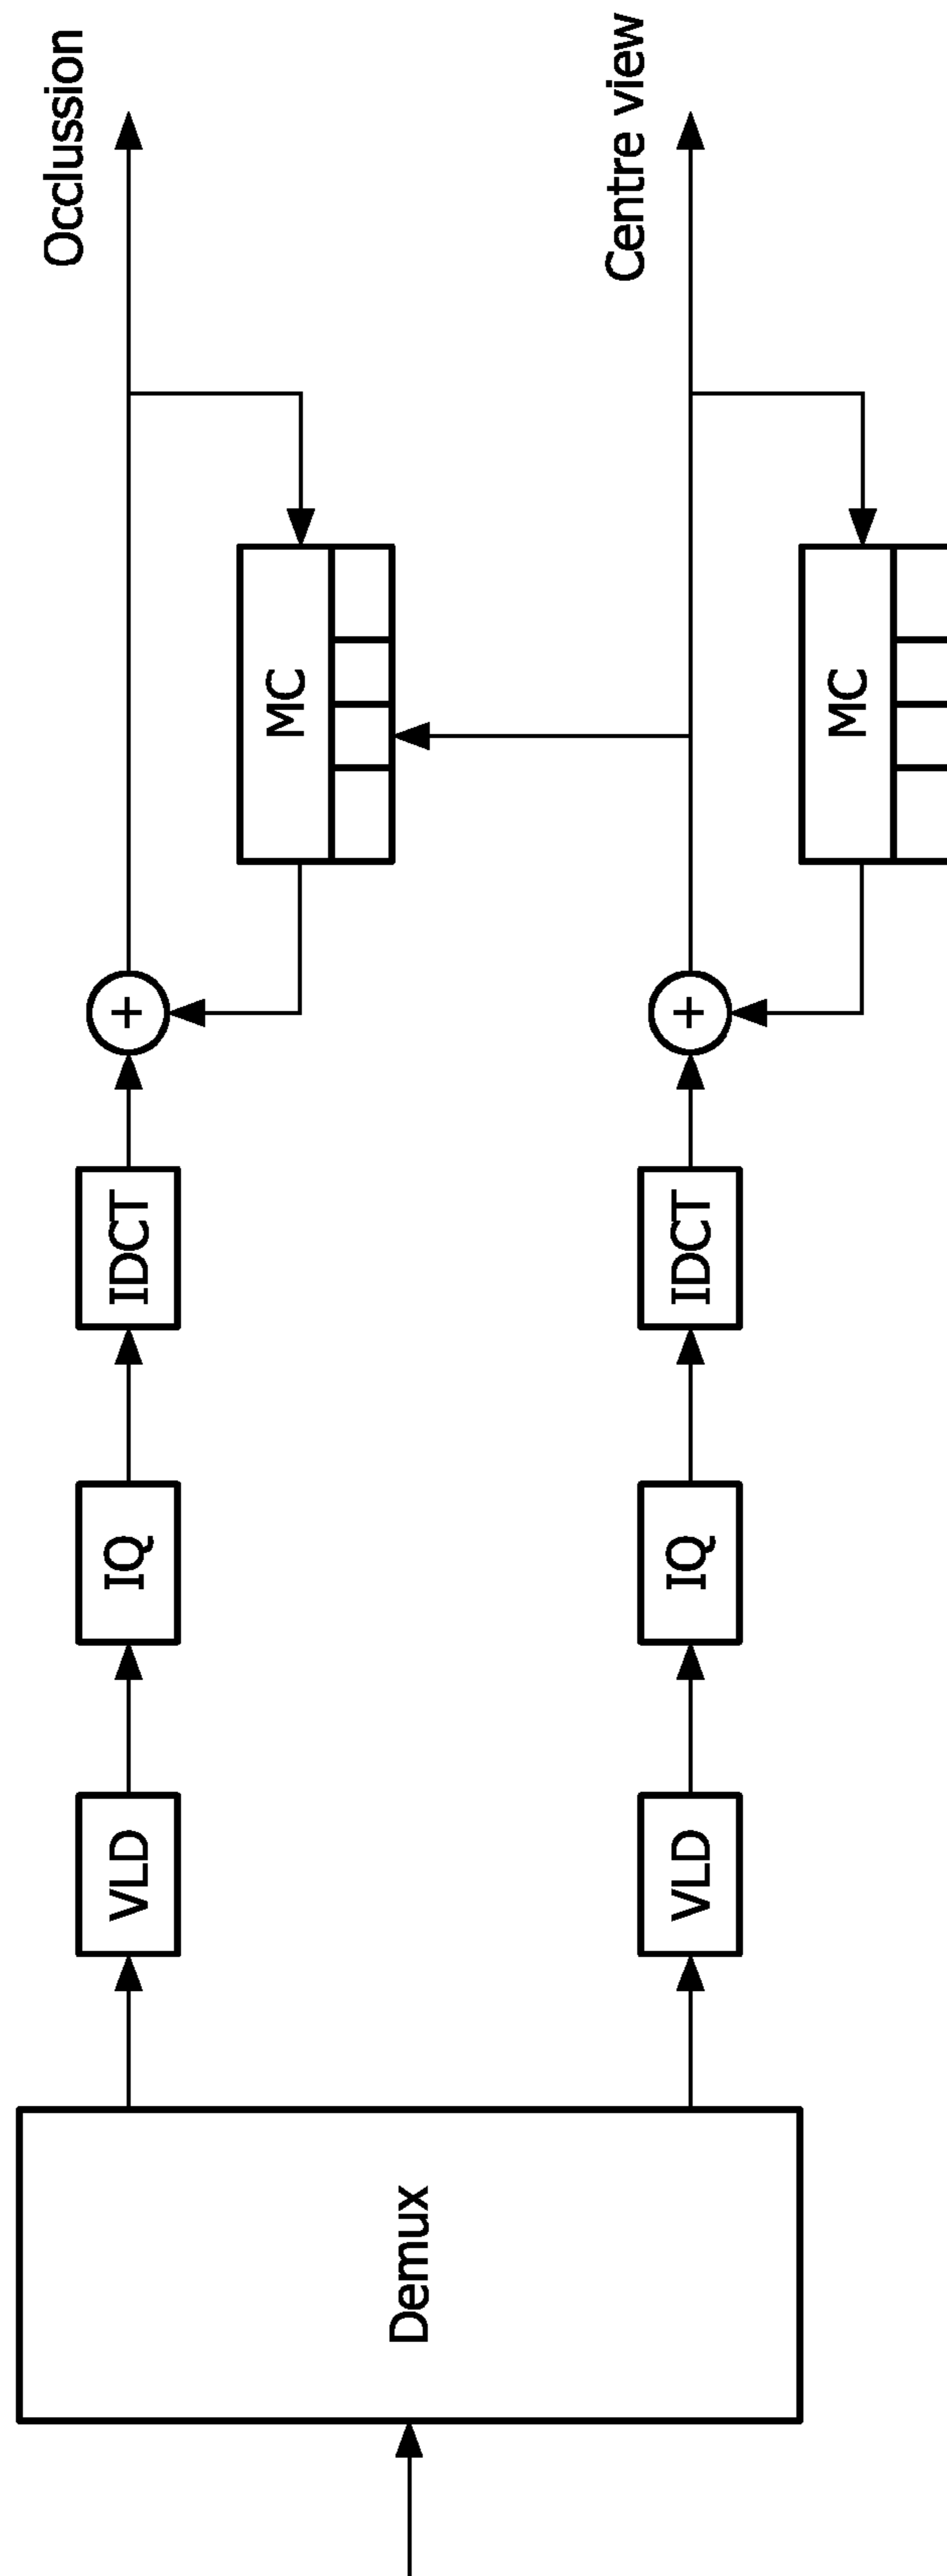 Demux
VLD
IQ
IDCT
+
MC
Occlussion
VLD
IQ
IDCT
+
MC
Centre view